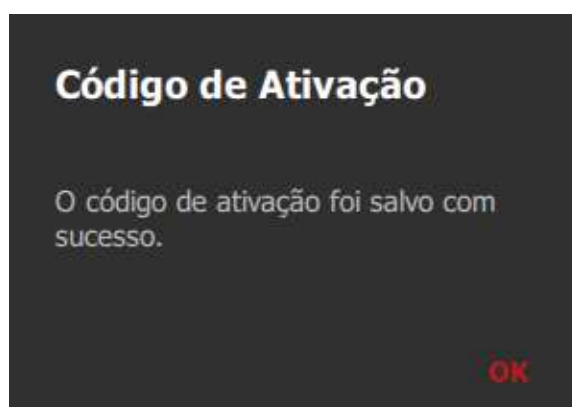 Código de Ativação
O código de ativação foi salvo com
sucesso.
OK